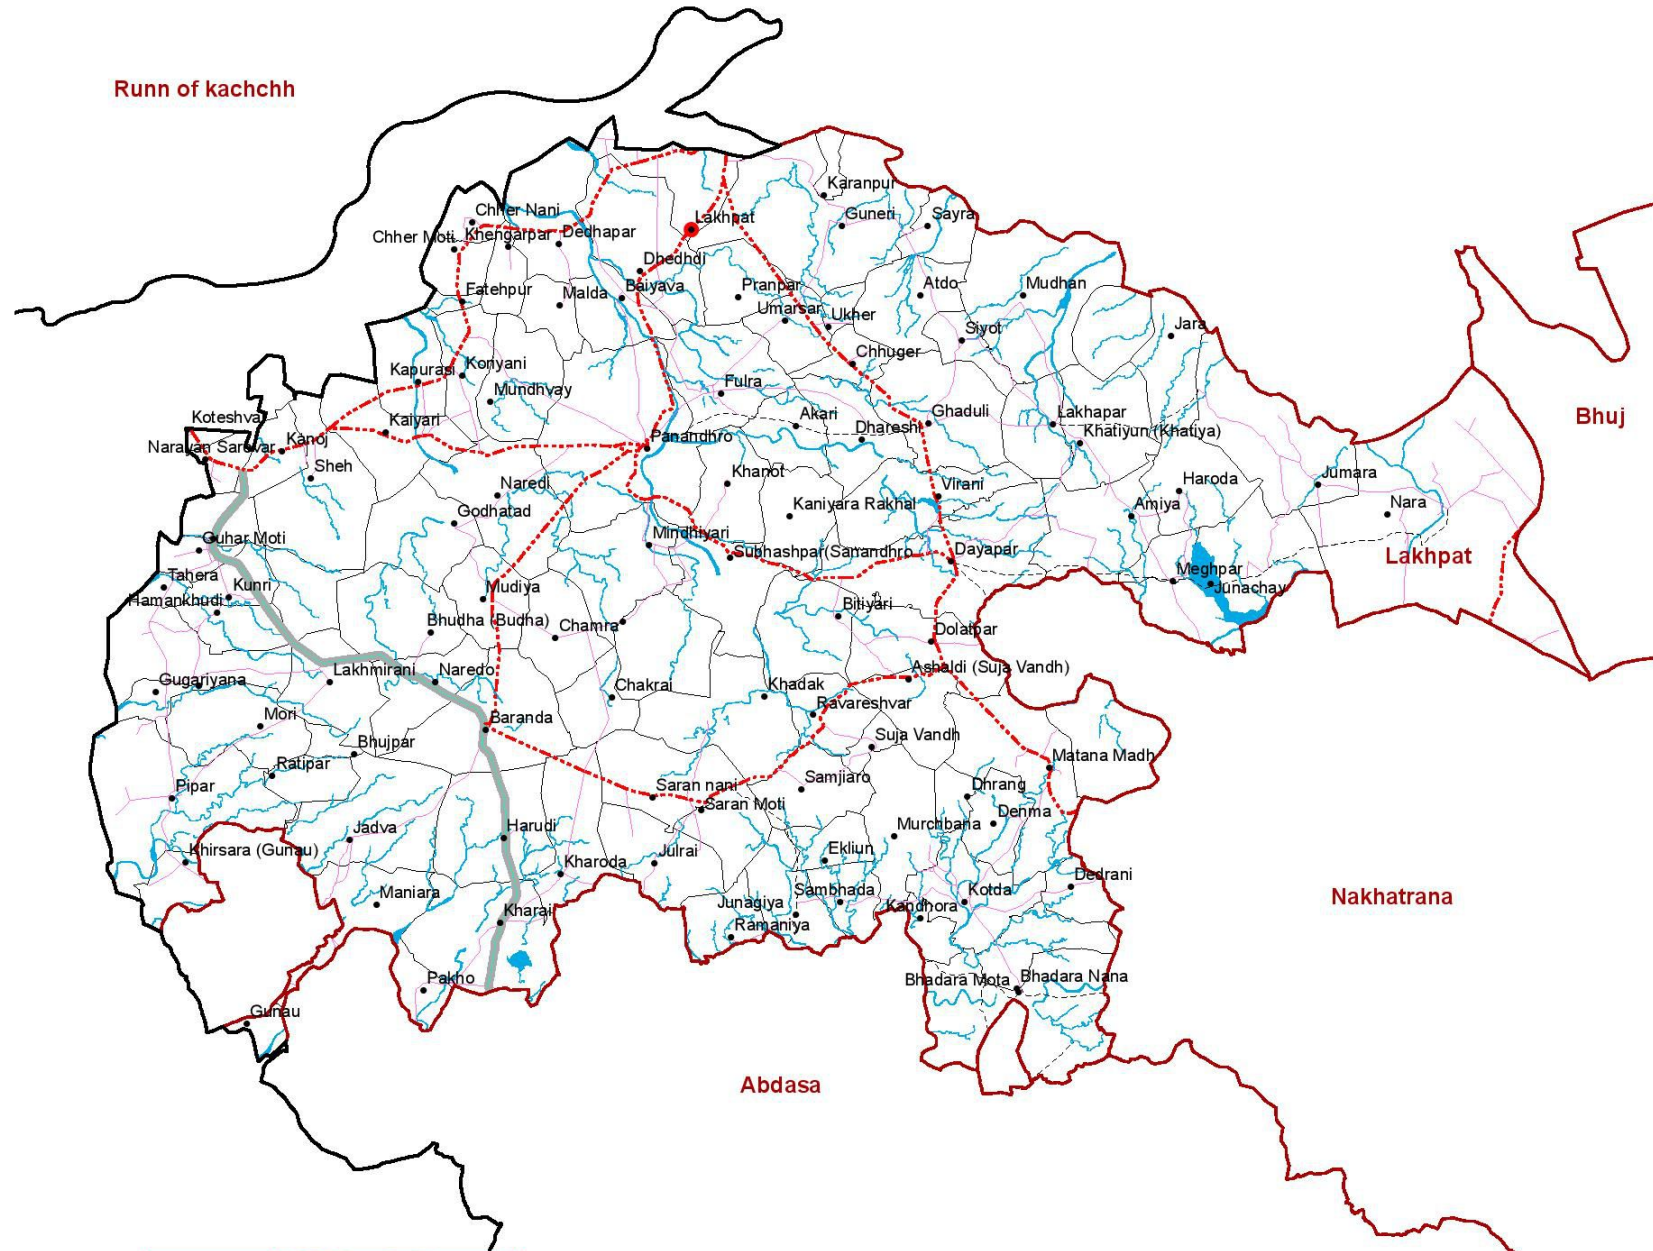 Runn of kachchh
Karanpur
Chher Nani
Lakhpat
Guneri
Sayra
Chher Moti
Khengarpar
Dedhapar
Dhedhdi
Fatehpur
Malda
Baiyava
Pranpar
Atdo
Mudhan
Umarsar
Ukher
Siyot
Jara
Chhuger
Kapurasi
Konyani
Mundhvay
Fulra
Koteshvar
Kaiyari
Akari
Ghaduli
Lakhapar
Bhuj
Narayan Sarovar
Kanoj
Panandhro
Dhareshi
Khatiyun (Khatiya)
Sheh
Khanot
Jumara
Naredi
Virani
Haroda
Godhatad
Kaniyara Rakhal
Amiya
Nara
Guhar Moti
Mindhiyari
Subhashpar(Sanandhro
Dayapar
Lakhpat
Tahera
Kunri
Mudiya
Meghpar
Junachay
Hamankhudi
Bhudha (Budha)
Chamra
Bitiyari
Dolatpar
Gugariyana
Lakhmirani
Naredo
Chakrai
Khadak
Ashaldi (Suja Vandh)
Mori
Baranda
Ravareshvar
Bhujpar
Suja Vandh
Matana Madh
Ratipar
Pipar
Saran nani
Samjiaro
Dhrang
Saran Moti
Denma
Jadva
Harudi
Murchbana
Khirsara (Gunau)
Kharoda
Julrai
Ekliun
Dedrani
Maniara
Sambhada
Kotda
Nakhatrana
Kharai
Junagiya
Kandhora
Ramaniya
Pakho
Bhadara Mota
Bhadara Nana
Gunau
Abdasa